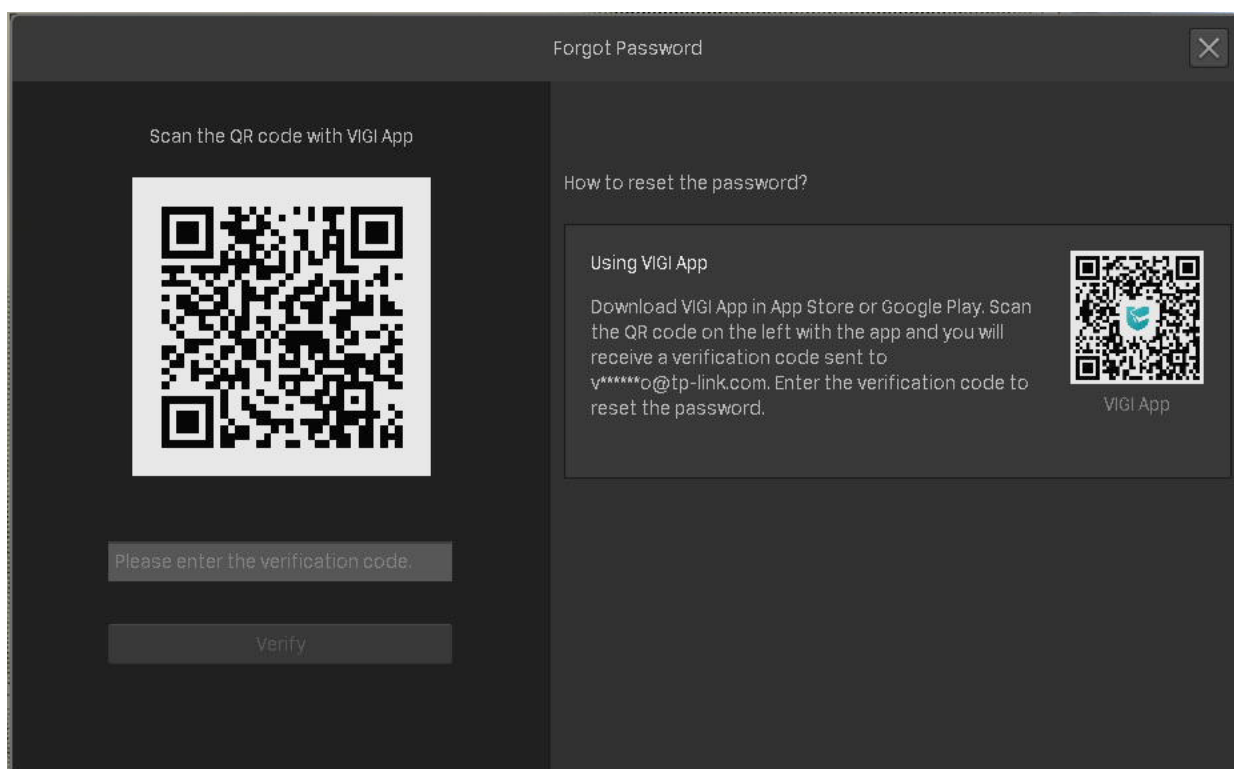 Forgot Password
Scan the QR code with VIGI App
Please enter the verification code.
Verify
How to reset the password?
Using VIGI App
Download VIGI App in App Store or Google Play. Scan
the QR code on the left with the app and you will
receive a verification code sent to
v******o@tp-link.com. Enter the verification code to
reset the password.
VIGI App